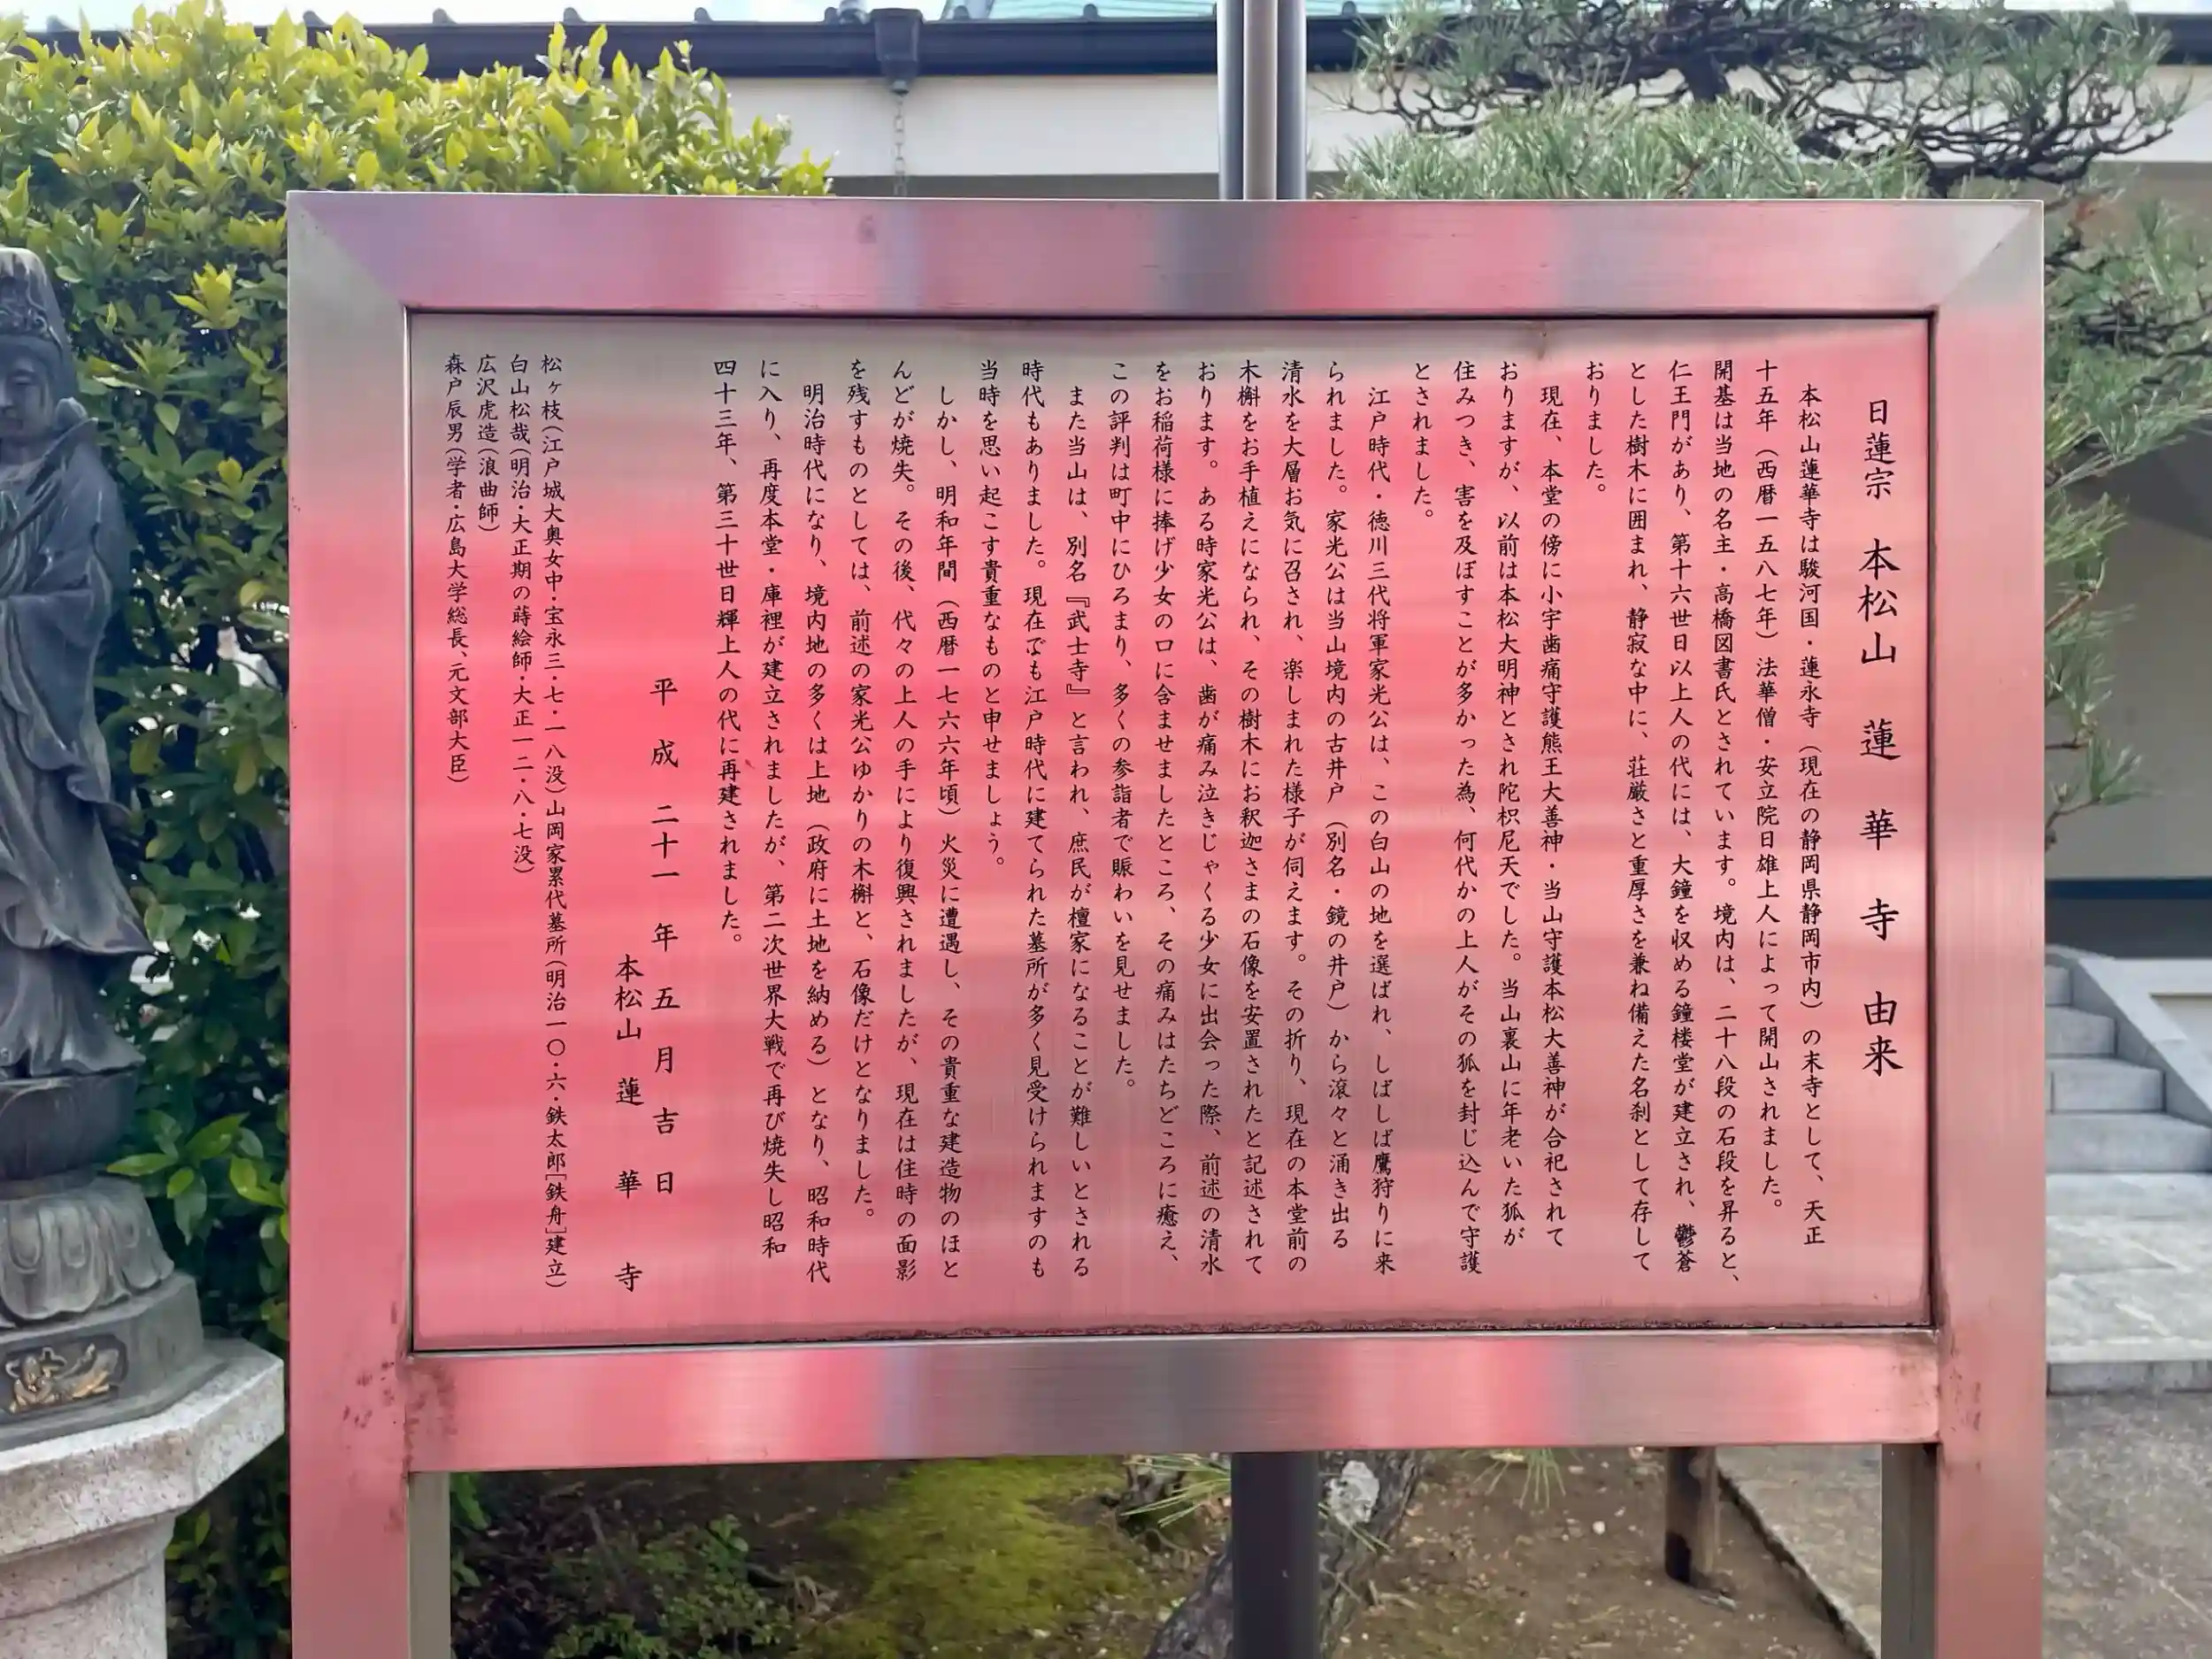 日蓮宗 本松山 蓮華寺 由来
本松山蓮華寺は駿河国・蓮永寺（現在の静岡県静岡市内）の末寺として、天正
十五年（西暦一五八七年）法華僧・安立院日雄上人によって開山されました。
開基は当地の名主・高橋図書氏とされています。境内は、二十八段の石段を昇ると、
仁王門があり、第十六世日以上人の代には、大鐘を収める鐘楼堂が建立され、鬱蒼
とした樹木に囲まれ、静寂な中に、荘厳さと重厚さを兼ね備えた名刹として存して
おりました。
現在、本堂の傍に小宇歯痛守護熊王大善神・当山守護本松大善神が合祀されて
おりますが、以前は本松大明神とされ陀枳尼天でした。当山裏山に年老いた狐が
住みつき、害を及ぼすことが多かった為、何代かの上人がその狐を封じ込んで守護
とされました。
江戸時代・徳川三代将軍家光公は、この白山の地を選ばれ、しばしば鷹狩りに来
られました。家光公は当山境内の古井戸（別名・鏡の井戸）から滾々と涌き出る
清水を大層お気に召され、楽しまれた様子が伺えます。その折り、現在の本堂前の
木槲をお手植えになられ、その樹木にお釈迦さまの石像を安置されたと記述されて
おります。ある時家光公は、歯が痛み泣きじゃくる少女に出会った際、前述の清水
をお稲荷様に捧げ少女の口に含ませましたところ、その痛みはたちどころに癒え、
この評判は町中にひろまり、多くの参詣者で賑わいを見せました。
また当山は、別名『武士寺』と言われ、庶民が檀家になることが難しいとされる
時代もありました。現在でも江戸時代に建てられた墓所が多く見受けられますのも
当時を思い起こす貴重なものと申せましょう。
しかし、明和年間（西暦一七六六年頃）火災に遭遇し、その貴重な建造物のほと
んどが焼失。その後、代々の上人の手により復興されましたが、現在は住時の面影
を残すものとしては、前述の家光公ゆかりの木槲と、石像だけとなりました。
明治時代になり、境内地の多くは上地（政府に土地を納める）となり、昭和時代
に入り、再度本堂・庫裡が建立されましたが、第二次世界大戦で再び焼失し昭和
四十三年、第三十世日輝上人の代に再建されました。
平成二十一年五月吉日
本松山 蓮華寺
松ヶ枝（江戸城大奥女中・宝永三・七・一八没）山岡家累代墓所（明治一〇・六・鉄太郎［鉄舟］建立）
白山松哉（明治・大正期の蒔絵師・大正一二・八・七没）
広沢虎造（浪曲師）
森戸辰男（学者・広島大学総長、元文部大臣）